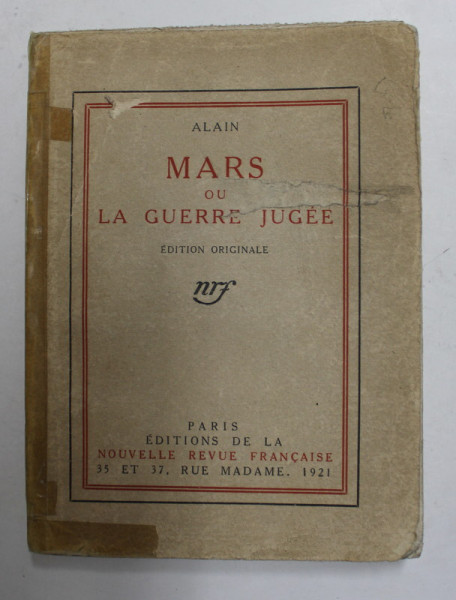 ALAIN
MARS
OU
LA GUERRE JUGÉE
ÉDITION ORIGINALE
nrf
PARIS
ÉDITIONS DE LA
NOUVELLE REVUE FRANÇAISE
35 ET 37, RUE MADAME. 1921